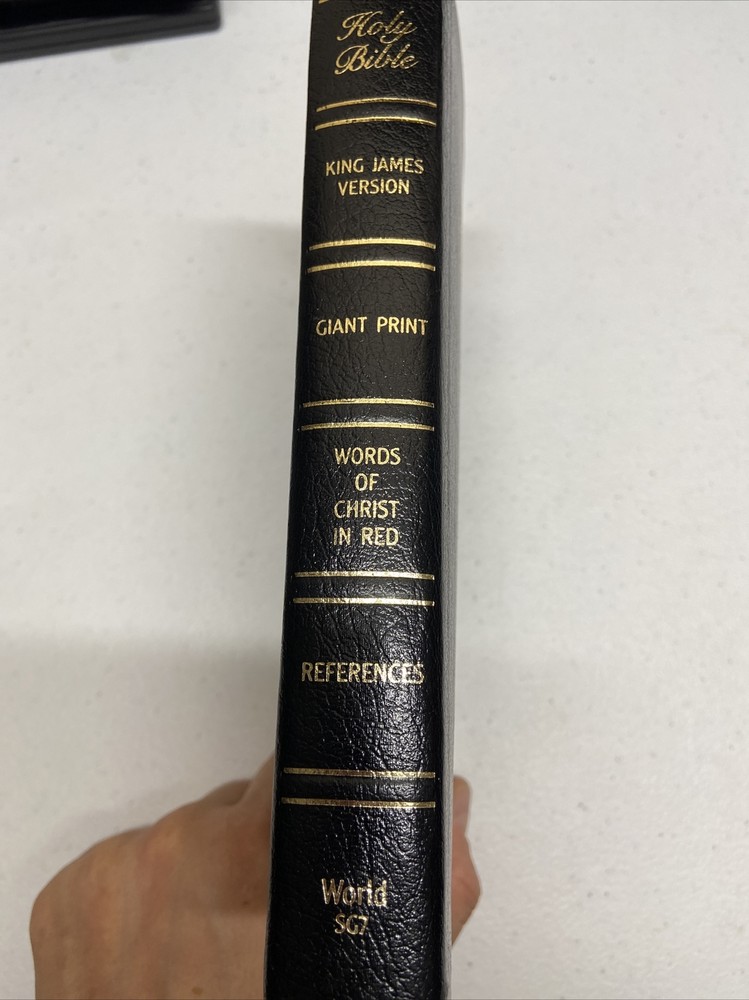 Holy
Bible
KING JAMES
VERSION
GIANT PRINT
WORDS
OF
CHRIST
IN RED
REFERENCES
World
SG7